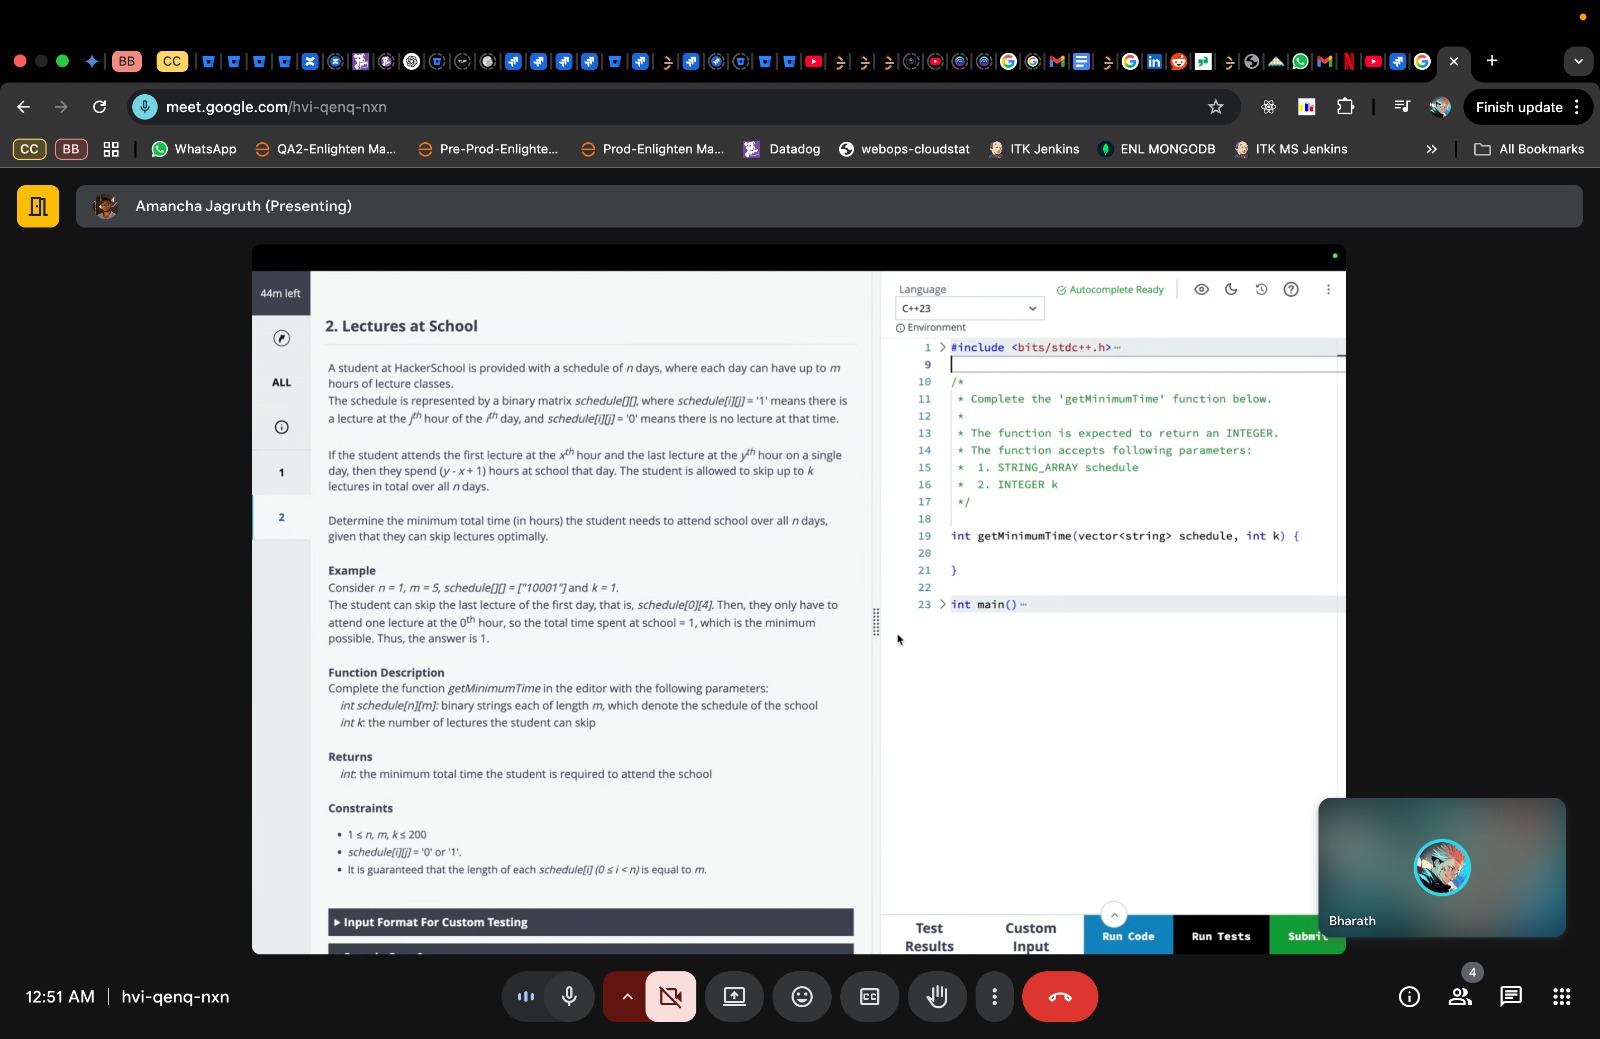 BB
CC
meet.google.com/hvi-qenq-nxn
Finish update
CC
BB
WhatsApp
QA2-Enlighten Ma...
Pre-Prod-Enlighte...
Prod-Enlighten Ma...
Datadog
webops-cloudstat
ITK Jenkins
ENL MONGODB
ITK MS Jenkins
All Bookmarks
Amancha Jagruth (Presenting)
44m left
ALL
1
2
2. Lectures at School
A student at HackerSchool is provided with a schedule of n days, where each day can have up to m
hours of lecture classes.
The schedule is represented by a binary matrix schedule[][], where schedule[i][j] = '1' means there is
a lecture at the jth hour of the ith day, and schedule[i][j] = '0' means there is no lecture at that time.
If the student attends the first lecture at the xth hour and the last lecture at the yth hour on a single
day, then they spend (y - x + 1) hours at school that day. The student is allowed to skip up to k
lectures in total over all n days.
Determine the minimum total time (in hours) the student needs to attend school over all n days,
given that they can skip lectures optimally.
Example
Consider n = 1, m = 5, schedule[][] = ["10001"] and k = 1.
The student can skip the last lecture of the first day, that is, schedule[0][4]. Then, they only have to
attend one lecture at the 0th hour, so the total time spent at school = 1, which is the minimum
possible. Thus, the answer is 1.
Function Description
Complete the function getMinimumTime in the editor with the following parameters:
int schedule[n][m]: binary strings each of length m, which denote the schedule of the school
int k: the number of lectures the student can skip
Returns
int: the minimum total time the student is required to attend the school
Constraints
• 1 ≤ n, m, k ≤ 200
• schedule[i][j] = '0' or '1'.
• It is guaranteed that the length of each schedule[i] (0 ≤ i < n) is equal to m.
Input Format For Custom Testing
Language
Autocomplete Ready
C++23
Environment
1 #include <bits/stdc++.h>
9
10 /*
11 * Complete the 'getMinimumTime' function below.
12 *
13 * The function is expected to return an INTEGER.
14 * The function accepts following parameters:
15 * 1. STRING_ARRAY schedule
16 * 2. INTEGER k
17 */
18
19 int getMinimumTime(vector<string> schedule, int k) {
20
21 }
22
23 int main()
Test Results
Custom Input
Run Code
Run Tests
Submit
Bharath
12:51 AM
hvi-qenq-nxn
4